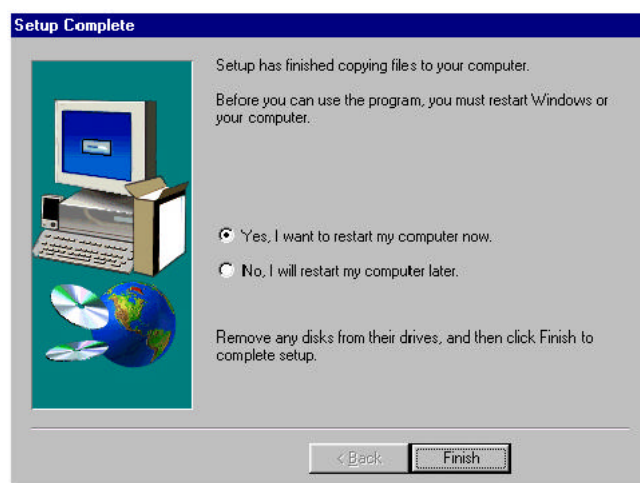 Setup Complete
Setup has finished copying files to your computer.
Before you can use the program, you must restart Windows or
your computer.
Yes, I want to restart my computer now.
No, I will restart my computer later.
Remove any disks from their drives, and then click Finish to
complete setup.
< Back
Finish